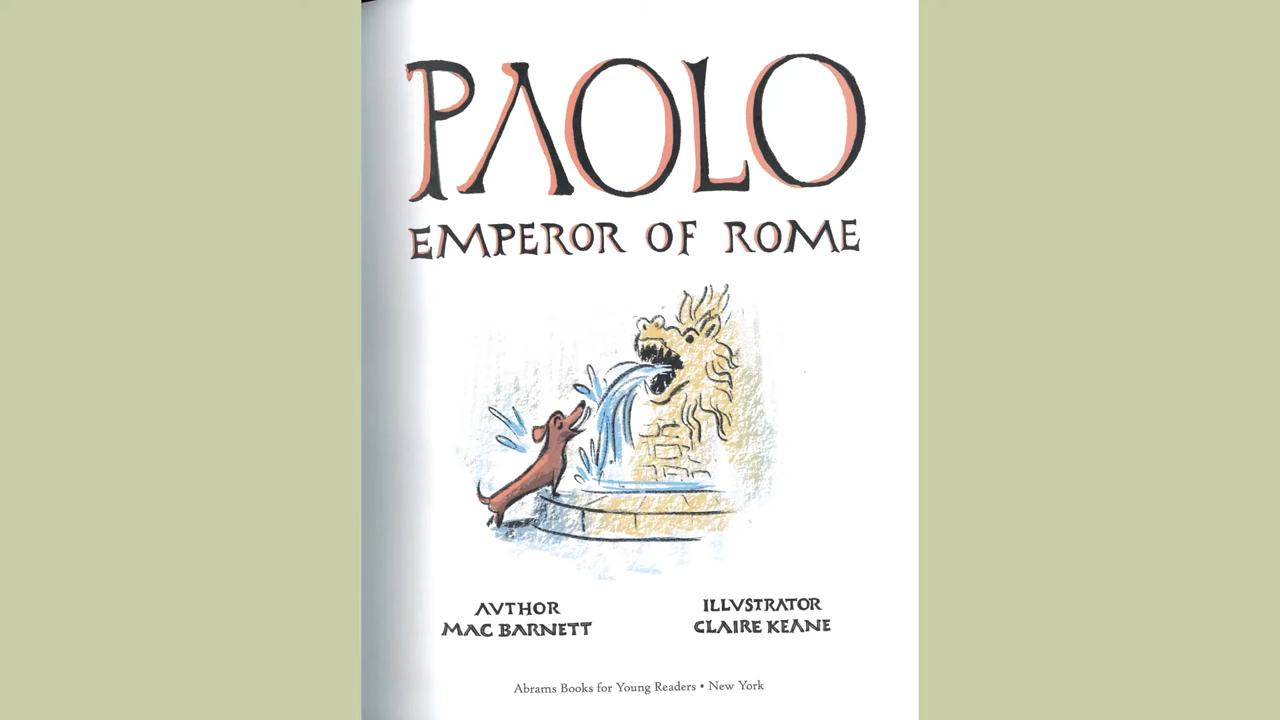 PAOLO
EMPEROR OF ROME
AVTHOR
MAC BARNETT
ILLVSTRATOR
CLAIRE KEANE
Abrams Books for Young Readers • New York